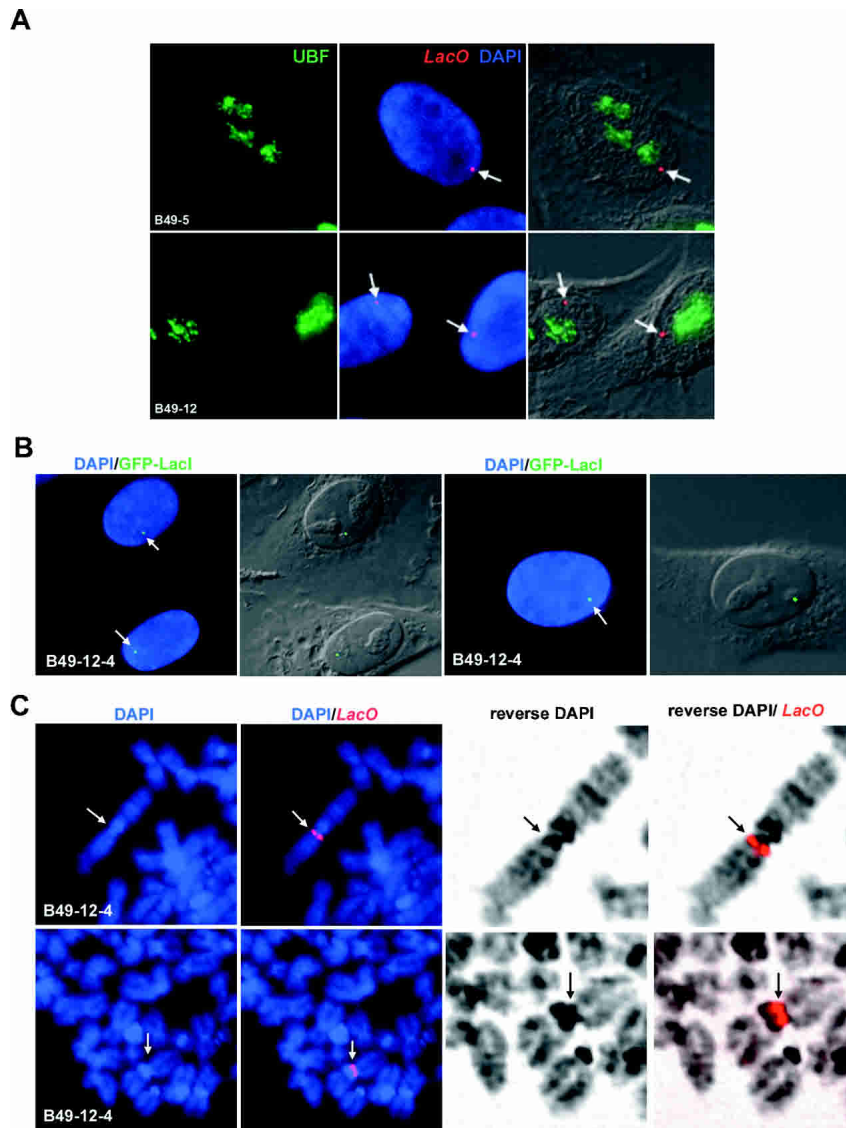 A
UBF
LacO DAPI
B49-5
B49-12
B
DAPI/GFP-LacI
DAPI/GFP-LacI
B49-12-4
B49-12-4
C
DAPI
DAPI/LacO
reverse DAPI
reverse DAPI/ LacO
B49-12-4
B49-12-4